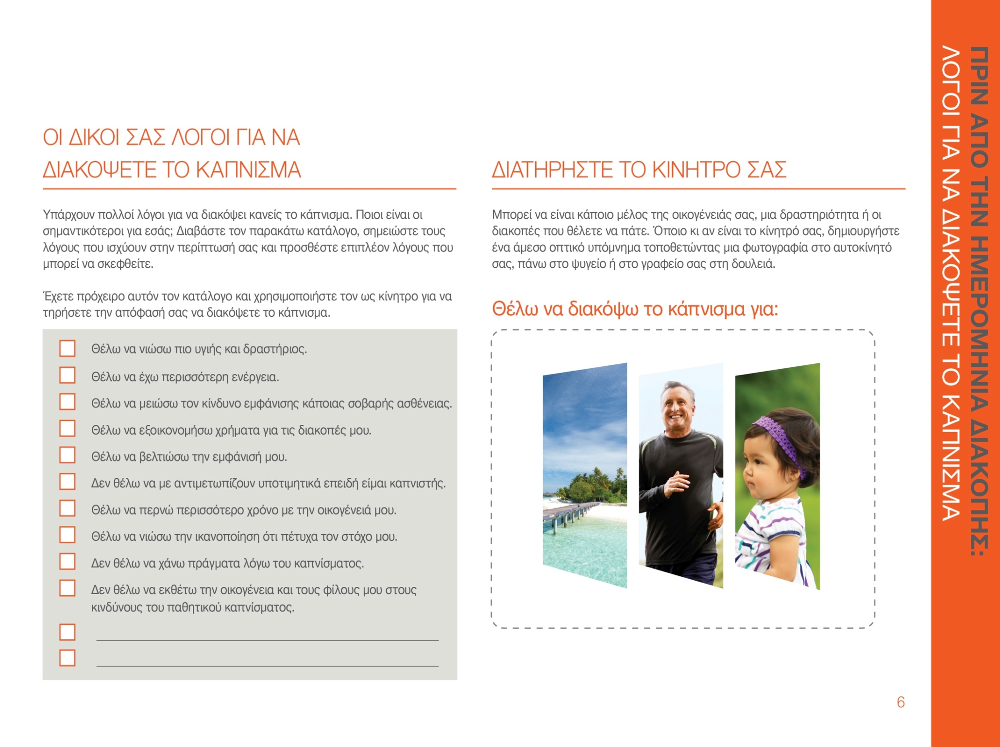 ΟΙ ΔΙΚΟΙ ΣΑΣ ΛΟΓΟΙ ΓΙΑ ΝΑ
ΔΙΑΚΟΨΕΤΕ ΤΟ ΚΑΠΝΙΣΜΑ
Υπάρχουν πολλοί λόγοι για να διακόψει κανείς το κάπνισμα. Ποιοι είναι οι
σημαντικότεροι για εσάς; Διαβάστε τον παρακάτω κατάλογο, σημειώστε τους
λόγους που ισχύουν στην περίπτωσή σας και προσθέστε επιπλέον λόγους που
μπορεί να σκεφθείτε.
Έχετε πρόχειρο αυτόν τον κατάλογο και χρησιμοποιήστε τον ως κίνητρο για να
τηρήσετε την απόφασή σας να διακόψετε το κάπνισμα.
Θέλω να νιώσω πιο υγιής και δραστήριος.
Θέλω να έχω περισσότερη ενέργεια.
Θέλω να μειώσω τον κίνδυνο εμφάνισης κάποιας σοβαρής ασθένειας.
Θέλω να εξοικονομήσω χρήματα για τις διακοπές μου.
Θέλω να βελτιώσω την εμφάνισή μου.
Δεν θέλω να με αντιμετωπίζουν υποτιμητικά επειδή είμαι καπνιστής.
Θέλω να περνώ περισσότερο χρόνο με την οικογένειά μου.
Θέλω να νιώσω την ικανοποίηση ότι πέτυχα τον στόχο μου.
Δεν θέλω να χάνω πράγματα λόγω του καπνίσματος.
Δεν θέλω να εκθέτω την οικογένεια και τους φίλους μου στους
κινδύνους του παθητικού καπνίσματος.
ΔΙΑΤΗΡΗΣΤΕ ΤΟ ΚΙΝΗΤΡΟ ΣΑΣ
Μπορεί να είναι κάποιο μέλος της οικογένειάς σας, μια δραστηριότητα ή οι
διακοπές που θέλετε να πάτε. Όποιο κι αν είναι το κίνητρό σας, δημιουργήστε
ένα άμεσο οπτικό υπόμνημα τοποθετώντας μια φωτογραφία στο αυτοκίνητό
σας, πάνω στο ψυγείο ή στο γραφείο σας στη δουλειά.
Θέλω να διακόψω το κάπνισμα για:
6
ΠΡΙΝ ΑΠΟ ΤΗΝ ΗΜΕΡΟΜΗΝΙΑ ΔΙΑΚΟΠΗΣ:
ΛΟΓΟΙ ΓΙΑ ΝΑ ΔΙΑΚΟΨΕΤΕ ΤΟ ΚΑΠΝΙΣΜΑ